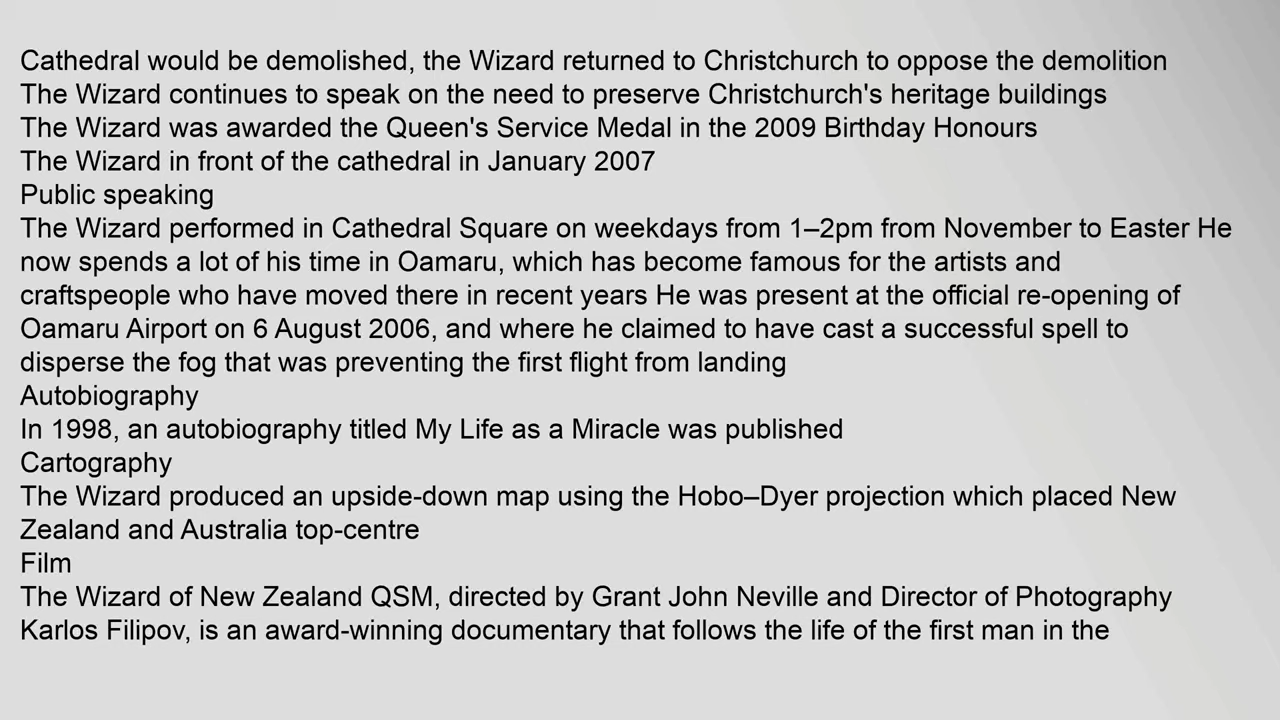 Cathedral would be demolished, the Wizard returned to Christchurch to oppose the demolition
The Wizard continues to speak on the need to preserve Christchurch's heritage buildings
The Wizard was awarded the Queen's Service Medal in the 2009 Birthday Honours
The Wizard in front of the cathedral in January 2007
Public speaking
The Wizard performed in Cathedral Square on weekdays from 1–2pm from November to Easter He
now spends a lot of his time in Oamaru, which has become famous for the artists and
craftspeople who have moved there in recent years He was present at the official re-opening of
Oamaru Airport on 6 August 2006, and where he claimed to have cast a successful spell to
disperse the fog that was preventing the first flight from landing
Autobiography
In 1998, an autobiography titled My Life as a Miracle was published
Cartography
The Wizard produced an upside-down map using the Hobo–Dyer projection which placed New
Zealand and Australia top-centre
Film
The Wizard of New Zealand QSM, directed by Grant John Neville and Director of Photography
Karlos Filipov, is an award-winning documentary that follows the life of the first man in the